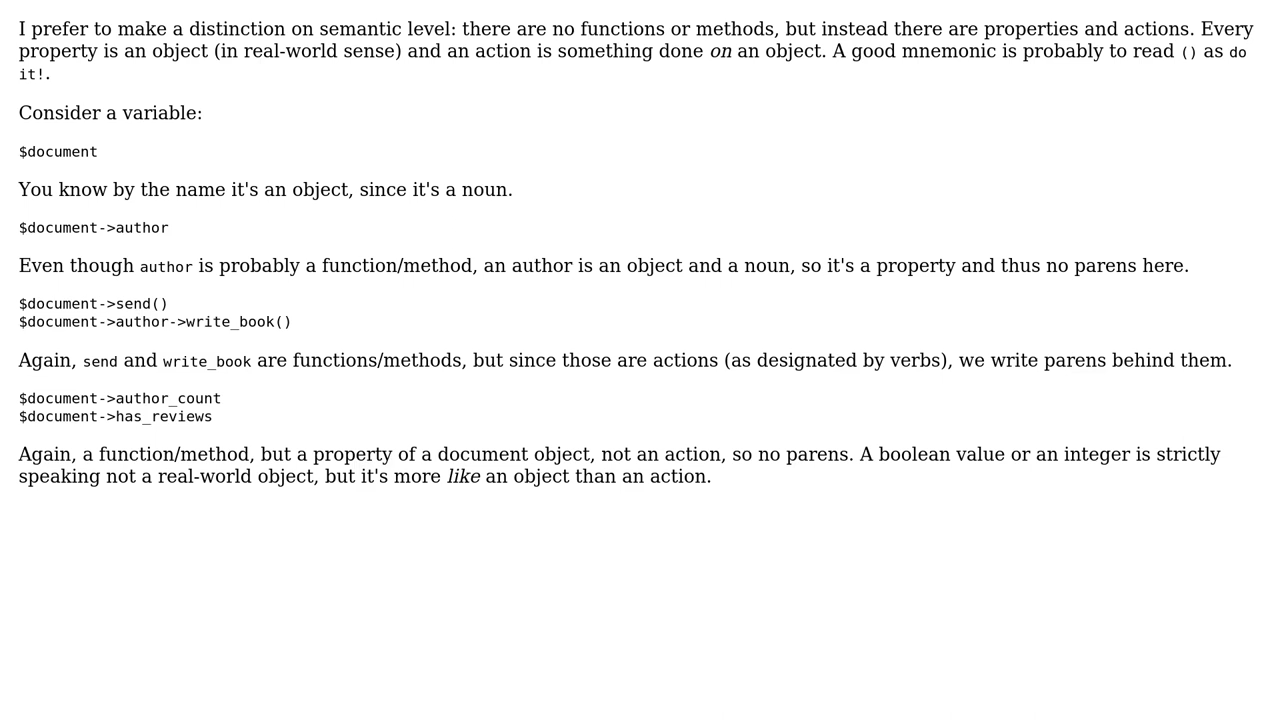 I prefer to make a distinction on semantic level: there are no functions or methods, but instead there are properties and actions. Every
property is an object (in real-world sense) and an action is something done on an object. A good mnemonic is probably to read () as do
it!.
Consider a variable:
$document
You know by the name it's an object, since it's a noun.
$document->author
Even though author is probably a function/method, an author is an object and a noun, so it's a property and thus no parens here.
$document->send()
$document->author->write_book()
Again, send and write_book are functions/methods, but since those are actions (as designated by verbs), we write parens behind them.
$document->author_count
$document->has_reviews
Again, a function/method, but a property of a document object, not an action, so no parens. A boolean value or an integer is strictly
speaking not a real-world object, but it's more like an object than an action.